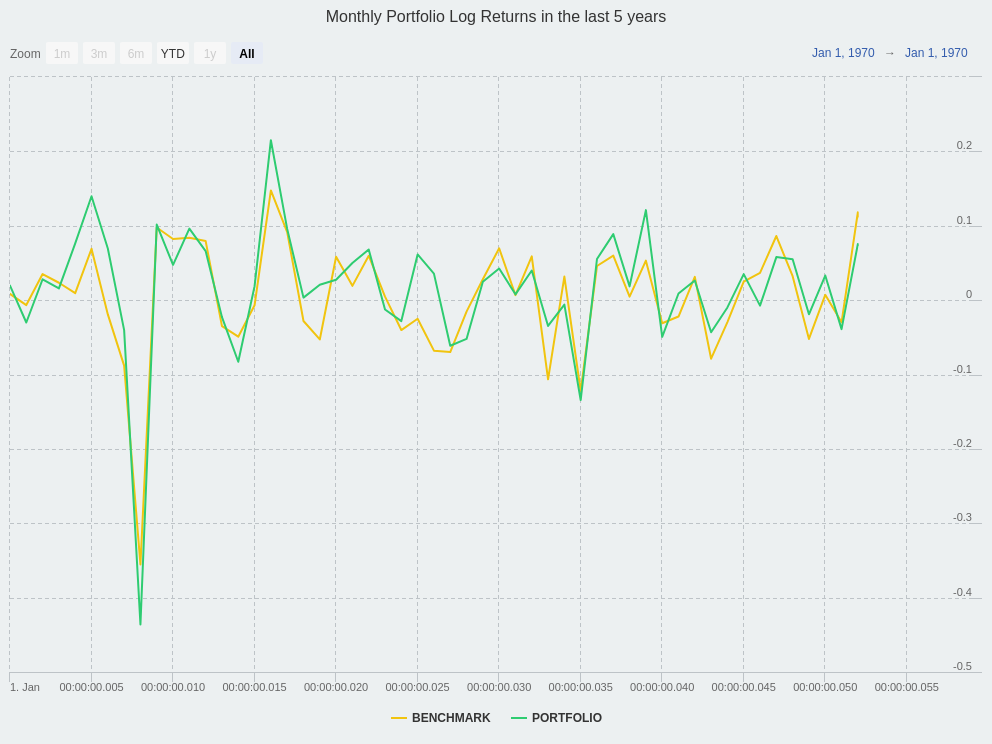 Monthly Portfolio Log Returns in the last 5 years
Zoom 1m 3m 6m YTD 1y All
Jan 1, 1970 → Jan 1, 1970
0.2
0.1
0
-0.1
-0.2
-0.3
-0.4
-0.5
1. Jan 00:00:00.005 00:00:00.010 00:00:00.015 00:00:00.020 00:00:00.025 00:00:00.030 00:00:00.035 00:00:00.040 00:00:00.045 00:00:00.050 00:00:00.055
BENCHMARK PORTFOLIO